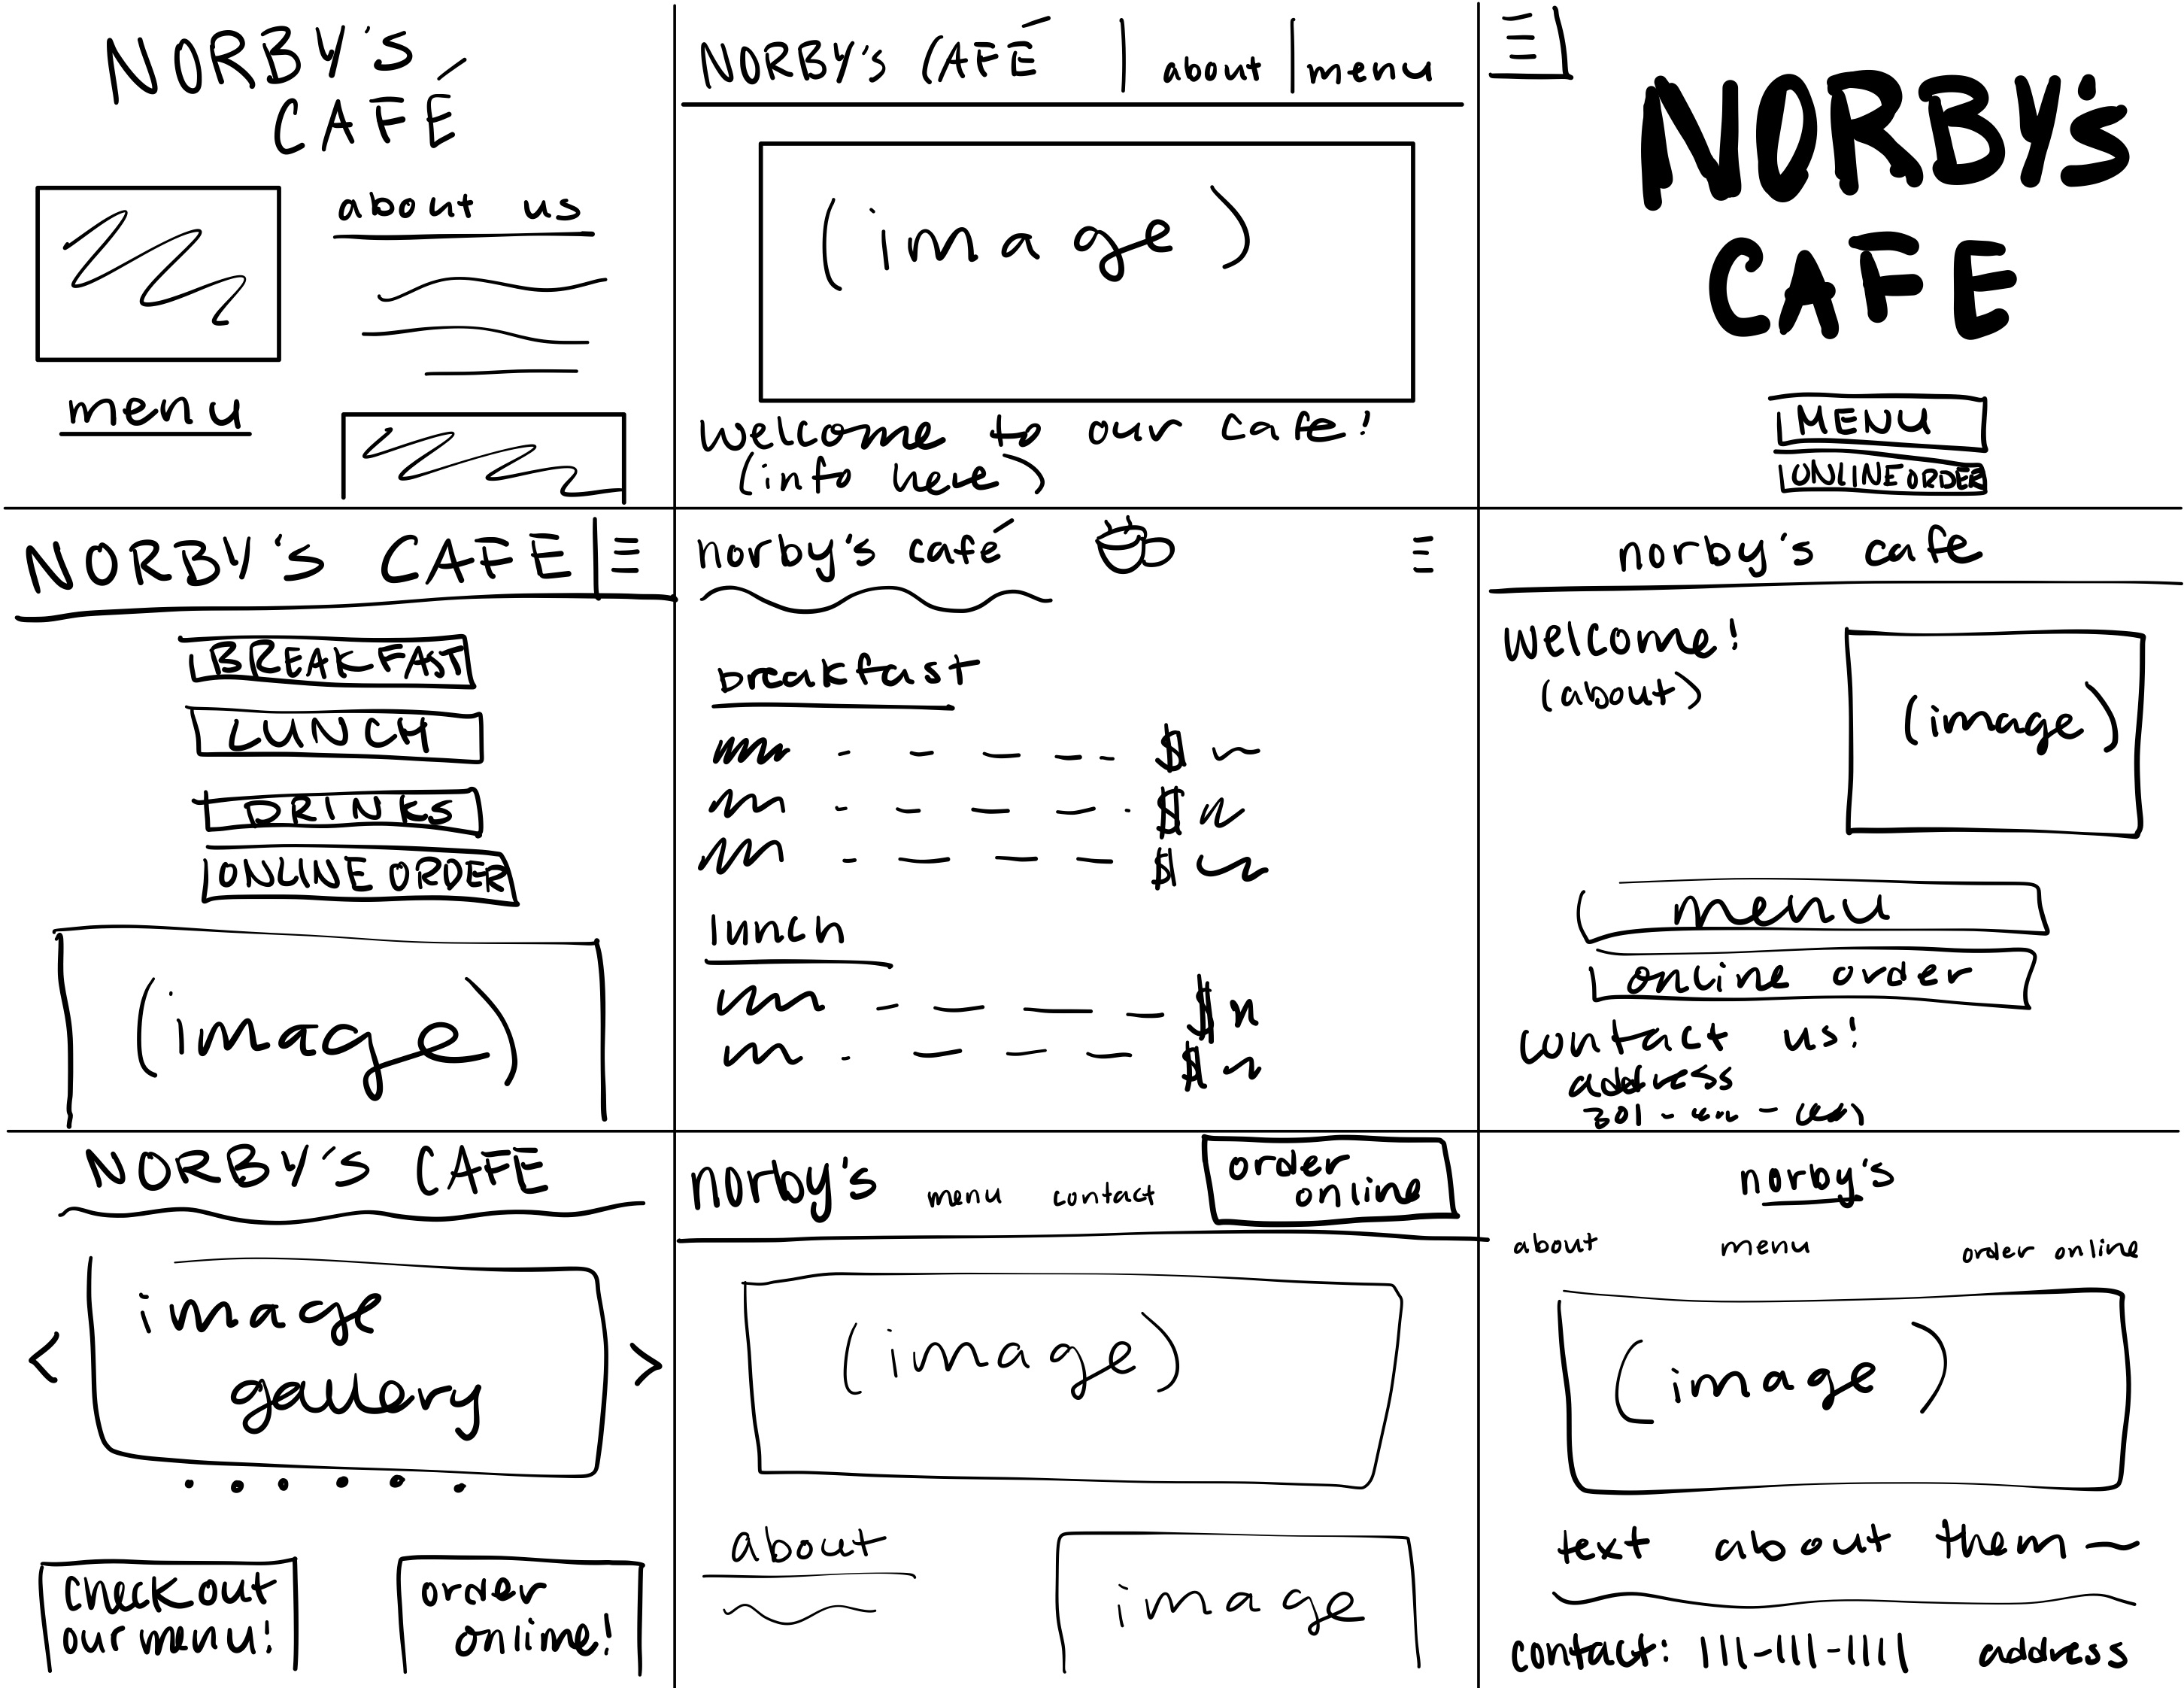 NORBY's
CAFÉ
about us
menu
NORBY's CAFÉ
about
menu
(image)
welcome to our cafe!
(info here)
NORBY's
CAFE
MENU
ONLINE ORDER
NORBY's CAFE
BREAKFAST
LUNCH
DRINKS
ONLINE ORDER
(image)
norby's café
breakfast
$
$
$
lunch
$
$
norby's cafe
welcome!
(about)
(image)
menu
online order
contact us!
address
301 -
NORBY's CAFE
< image >
gallery
check out
our menu!
order
online!
norby's
menu
contact
order
online
(image)
about
image
norby's
about
menu
order online
(image)
text about them
contact: 111-111-1111 address